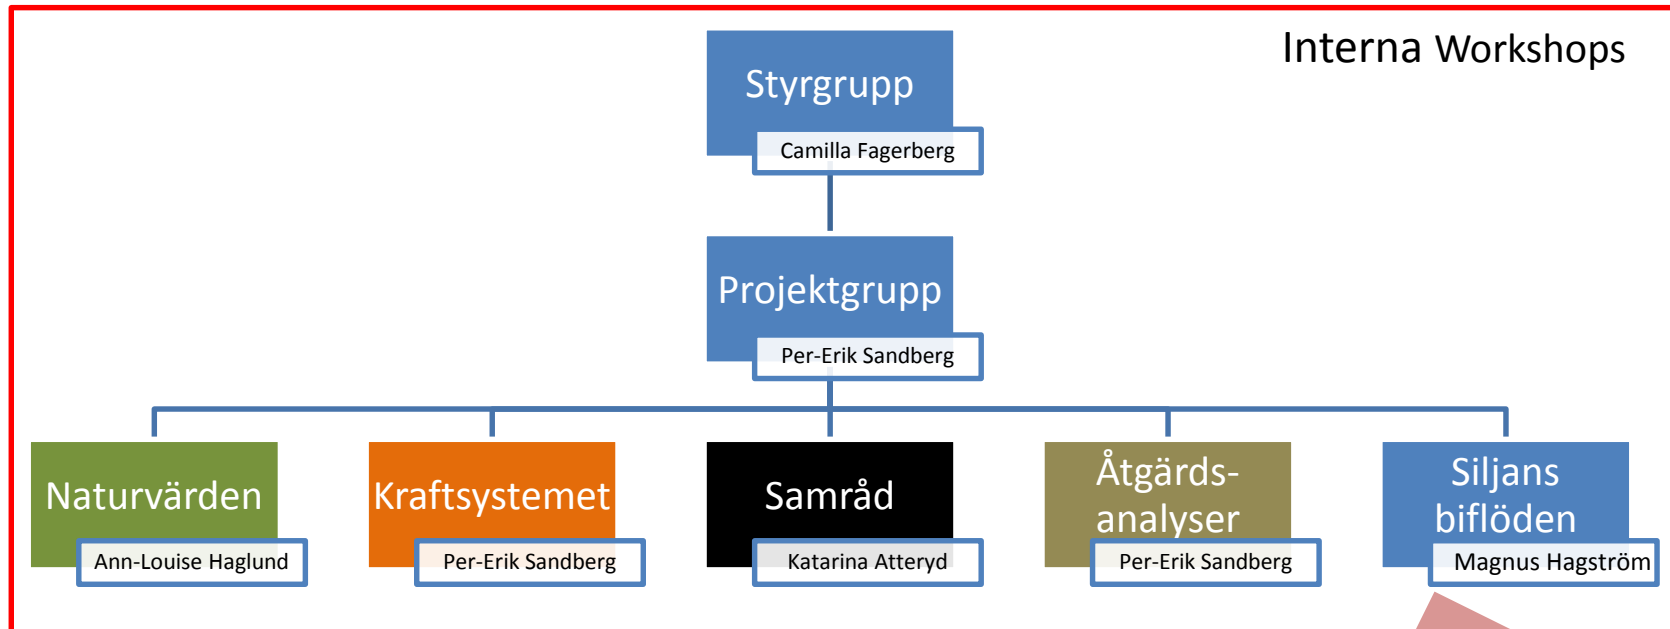 Interna Workshops
Styrgrupp
Camilla Fagerberg
Projektgrupp
Per-Erik Sandberg
Naturvärden
Ann-Louise Haglund
Kraftsystemet
Per-Erik Sandberg
Samråd
Katarina Atteryd
Åtgärds-
analyser
Per-Erik Sandberg
Siljans
biflöden
Magnus Hagström